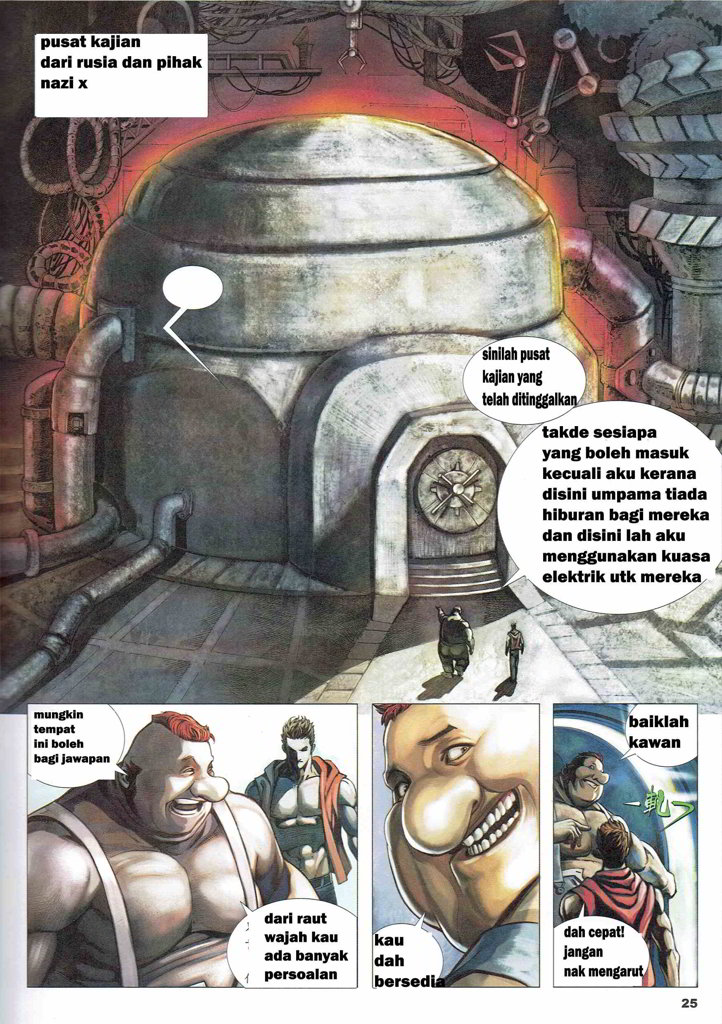 pusat kajian
dari rusia dan pihak
nazi x
sinilah pusat
kajian yang
telah ditinggalkan
takde sesiapa
yang boleh masuk
kecuali aku kerana
disini umpama tiada
hiburan bagi mereka
dan disini lah aku
menggunakan kuasa
elektrik utk mereka
mungkin
tempat
ini boleh
bagi jawapan
dari raut
wajah kau
ada banyak
persoalan
kau
dah
bersedia
baiklah
kawan
dah cepat!
jangan
nak mengarut
25